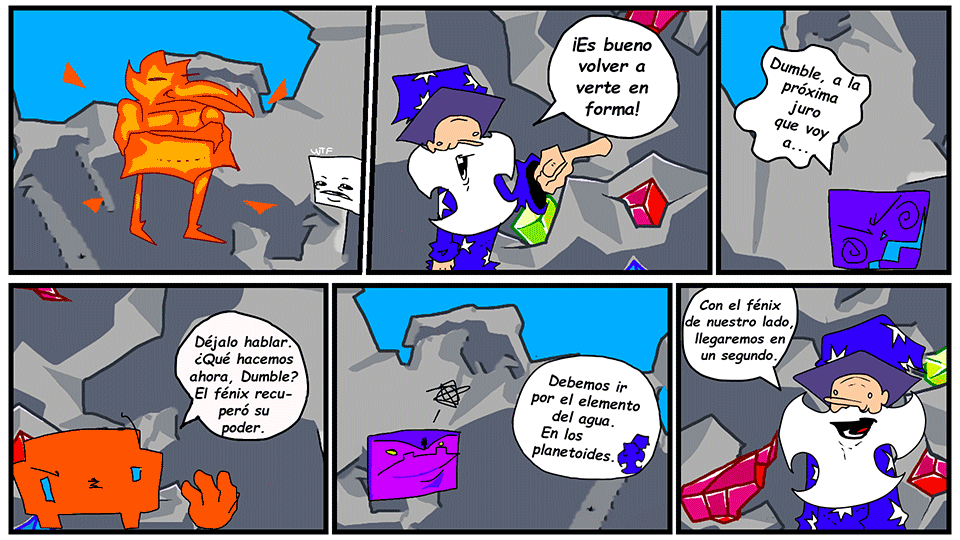 WTF
¡Es bueno
volver a
verte en
forma!
Dumble, a la
próxima
juro
que voy
a...
Déjalo hablar.
¿Qué hacemos
ahora, Dumble?
El fénix recu-
peró su
poder.
Debemos ir
por el elemento
del agua.
En los
planetoides.
Con el fénix
de nuestro lado,
llegaremos en
un segundo.